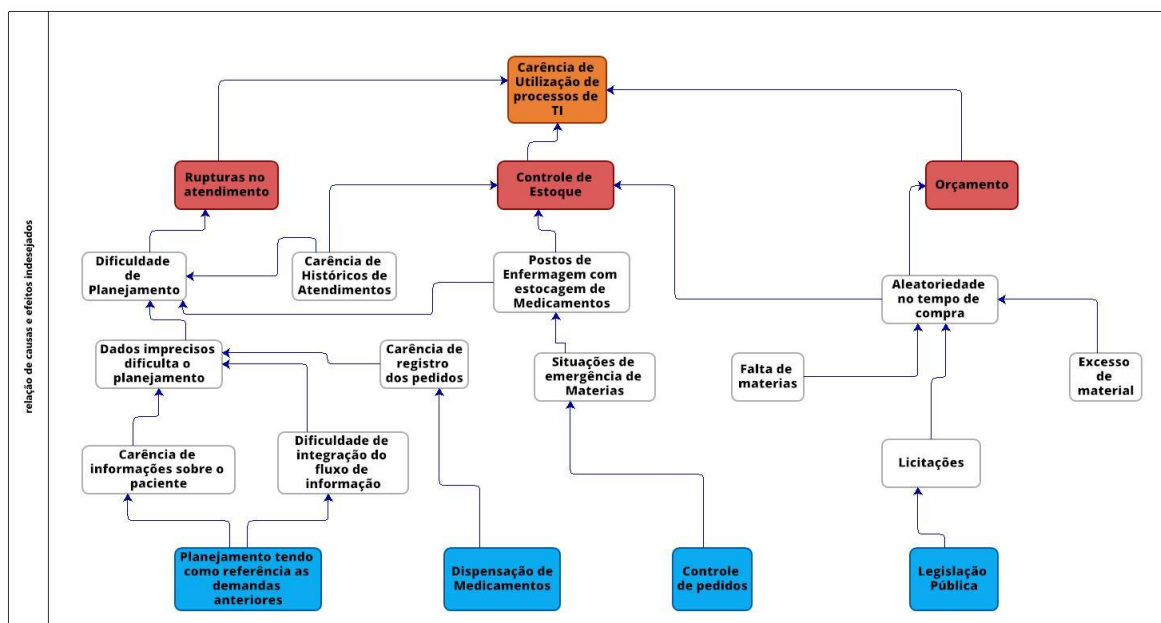 relação de causas e efeitos indesejados
Carência de
Utilização de
processos de
TI
Rupturas no
atendimento
Controle de
Estoque
Orçamento
Dificuldade
de
Planejamento
Carência de
Históricos de
Atendimentos
Postos de
Enfermagem com
estocagem de
Medicamentos
Aleatoriedade
no tempo de
compra
Dados imprecisos
dificulta o
planejamento
Carência de
registro
dos pedidos
Situações de
emergência de
Materias
Falta de
materias
Excesso
de
material
Carência de
informações sobre o
paciente
Dificuldade de
integração do
fluxo de
informação
Licitações
Planejamento tendo
como referência as
demandas
anteriores
Dispensação de
Medicamentos
Controle
de pedidos
Legislação
Pública